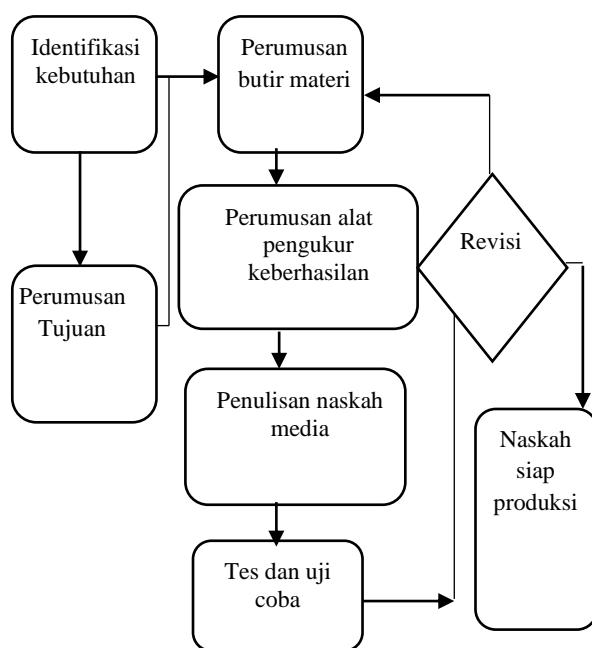 Identifikasi
kebutuhan
Perumusan
butir materi
Perumusan alat
pengukur
keberhasilan
Revisi
Perumusan
Tujuan
Penulisan naskah
media
Naskah
siap
produksi
Tes dan uji
coba